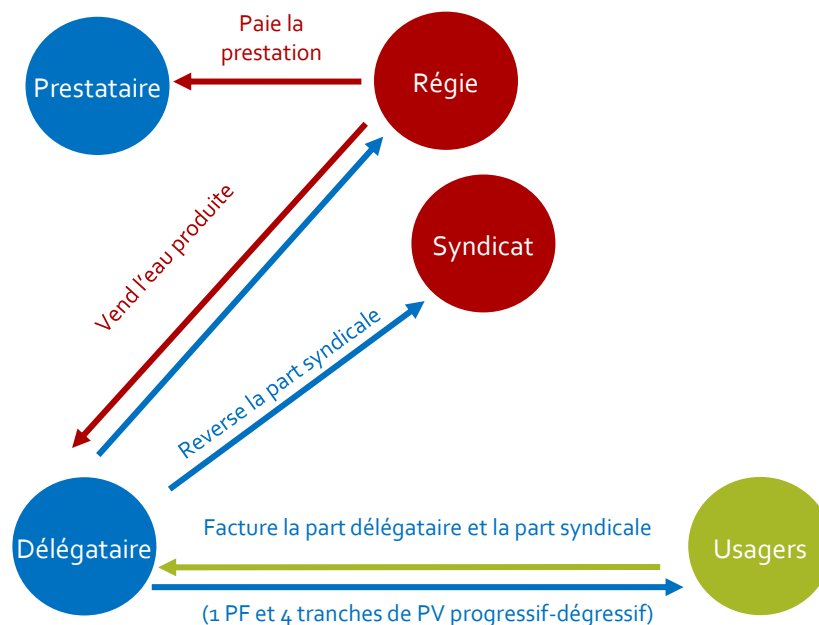 Paie la
prestation
Prestataire
Régie
Vend l'eau produite
Syndicat
Reverse la part syndicale
Délégataire
Facture la part délégataire et la part syndicale
Usagers
(1 PF et 4 tranches de PV progressif-dégressif)